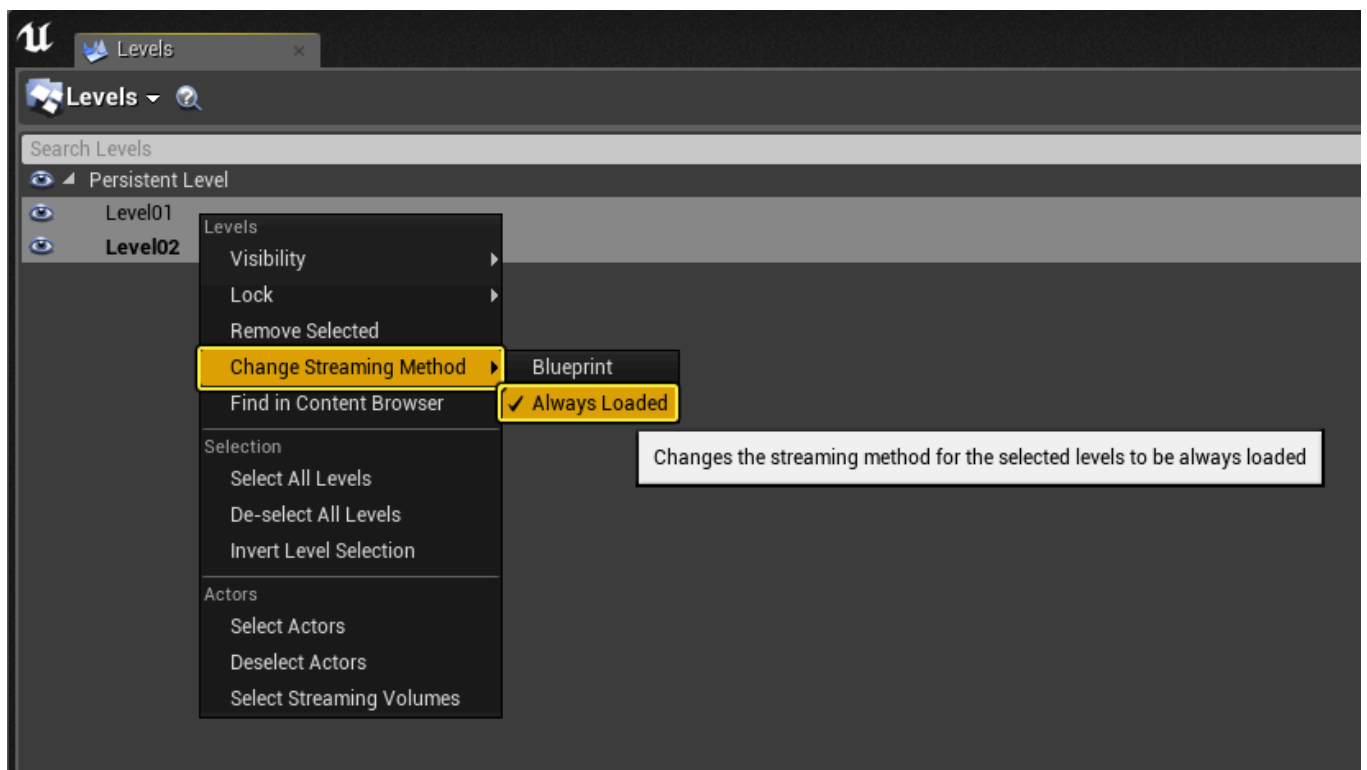 Levels
Levels
Search Levels
Persistent Level
Level01
Level02
Levels
Visibility
Lock
Remove Selected
Change Streaming Method
Blueprint
Find in Content Browser
Always Loaded
Changes the streaming method for the selected levels to be always loaded
Selection
Select All Levels
De-select All Levels
Invert Level Selection
Actors
Select Actors
Deselect Actors
Select Streaming Volumes